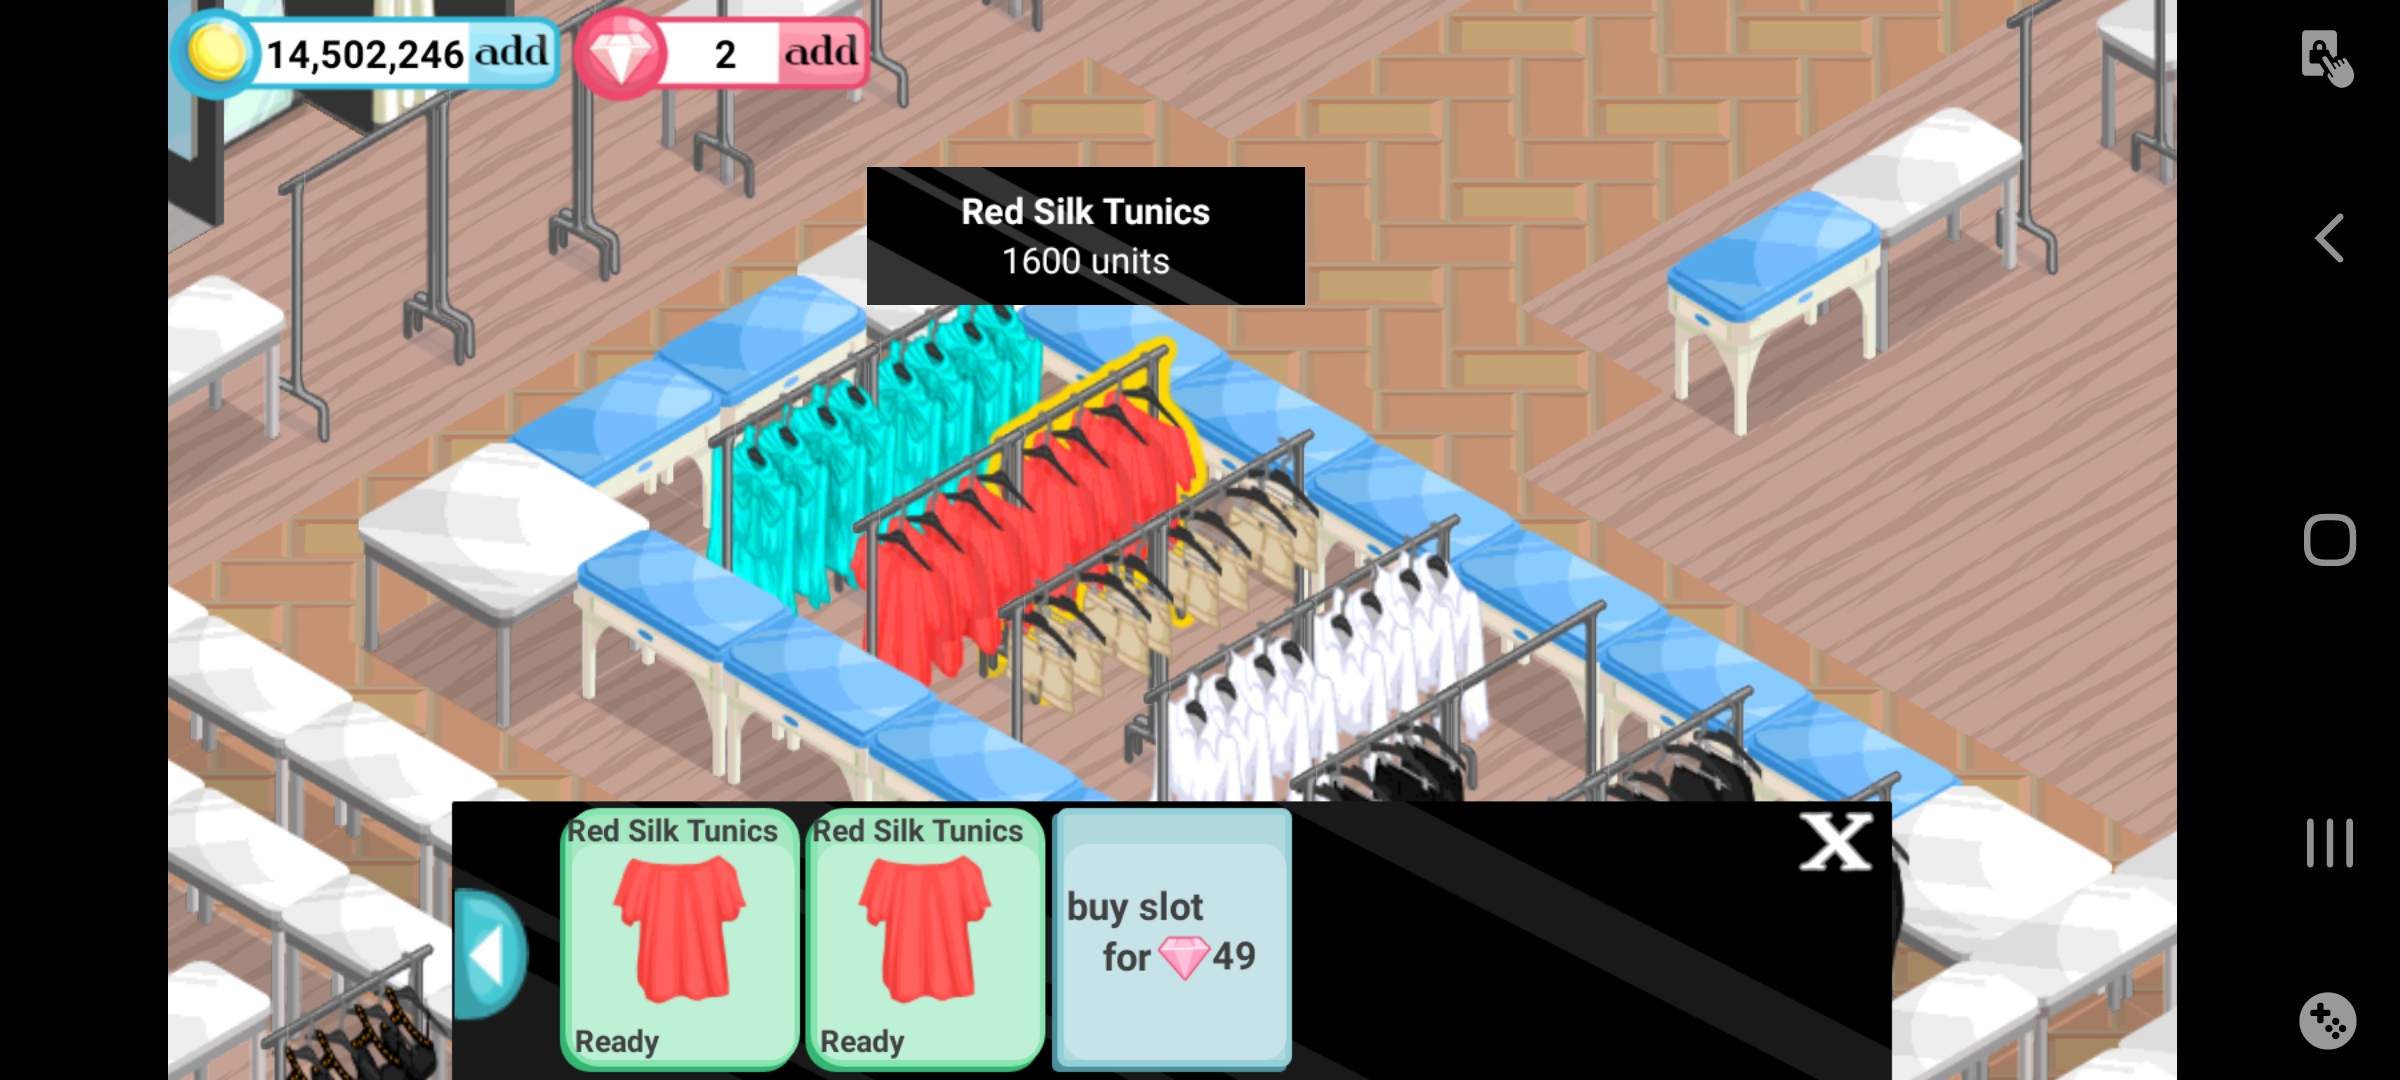 14,502,246 add
2 add
Red Silk Tunics
1600 units
Red Silk Tunics
Ready
Red Silk Tunics
Ready
buy slot
for 49
X